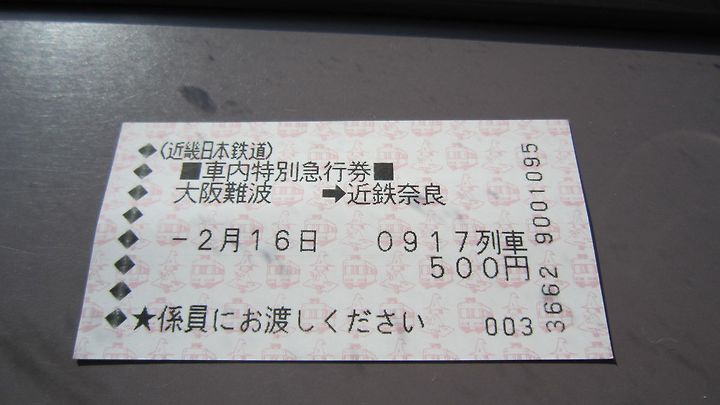 (近畿日本鉄道)
■車内特別急行券■
大阪難波 ➡近鉄奈良
-2月16日 0917列車
500円
★係員にお渡しください 003
3662 9001095